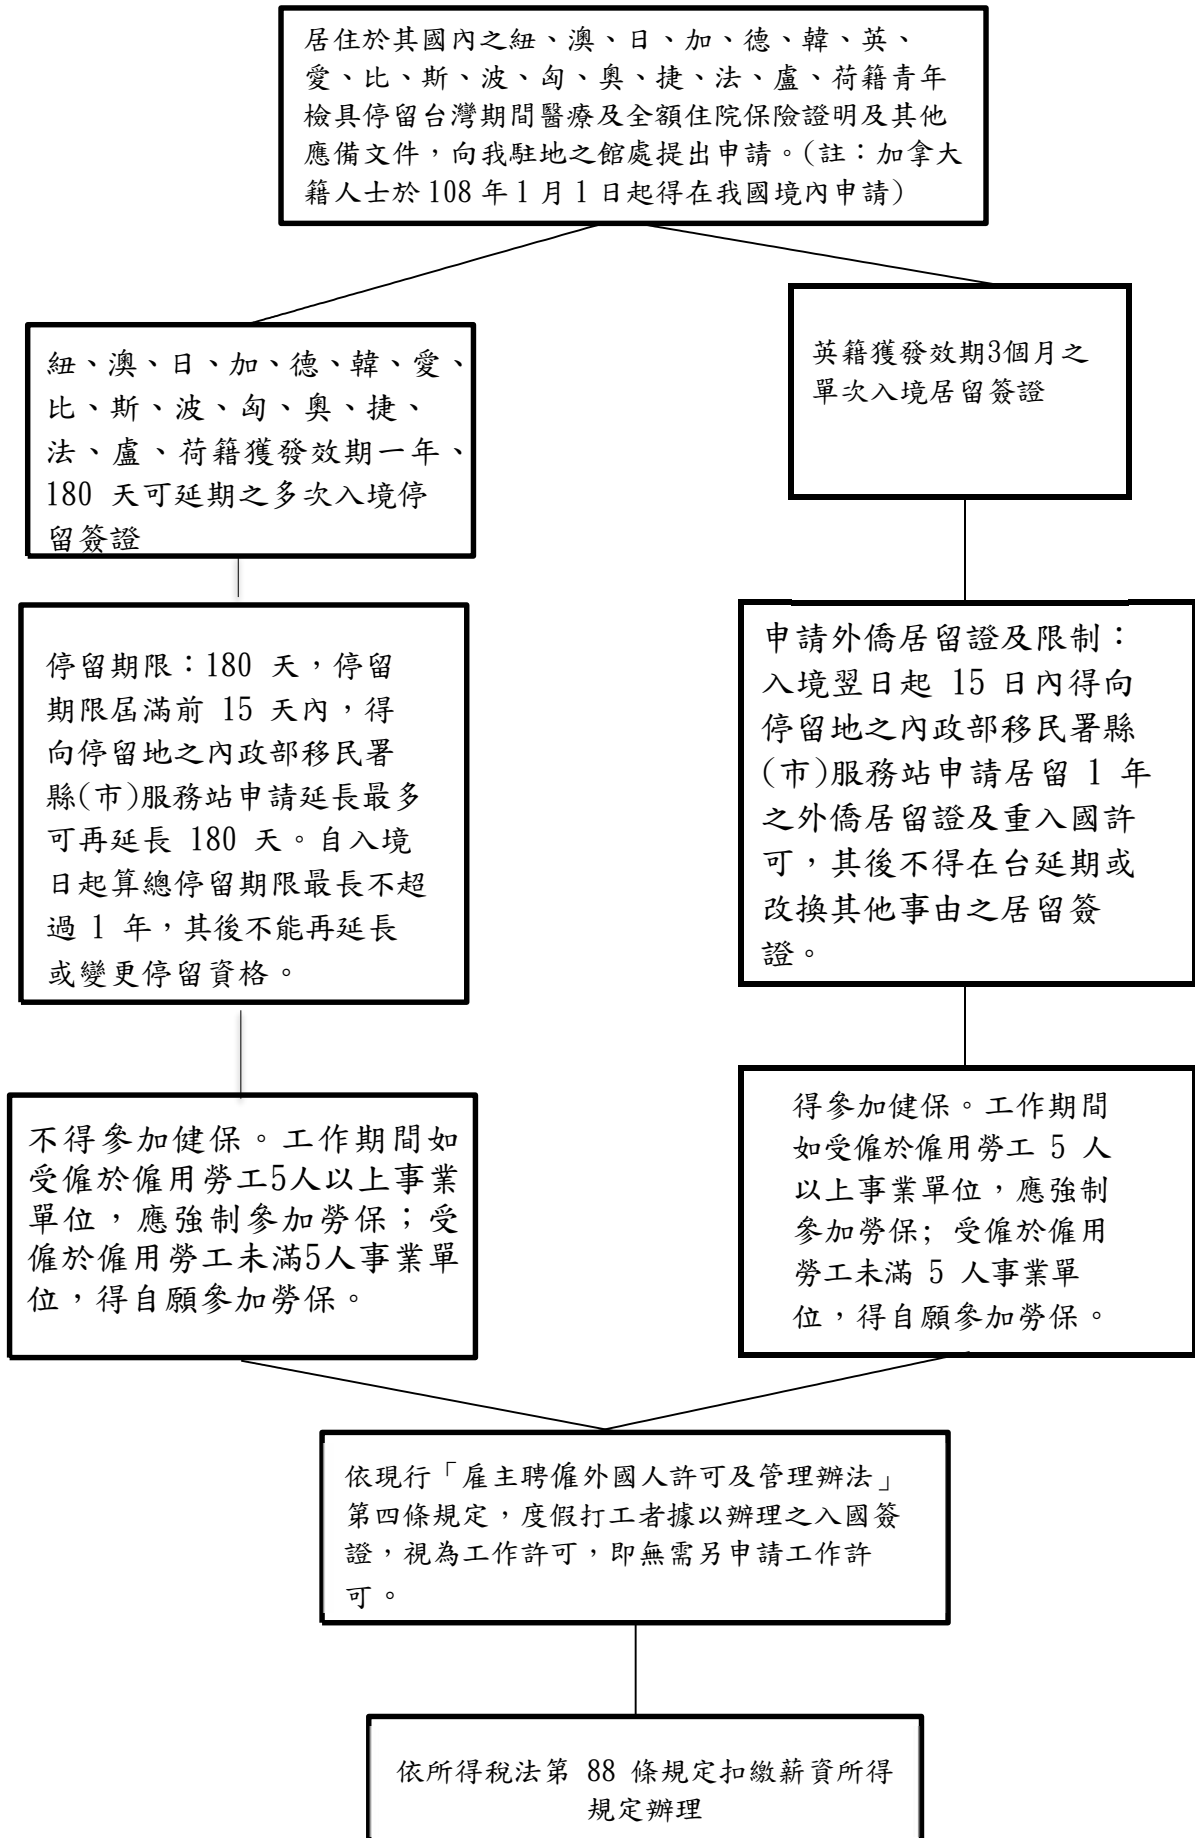 居住於其國內之紐、澳、日、加、德、韓、英、
愛、比、斯、波、匈、奧、捷、法、盧、荷籍青年
檢具停留台灣期間醫療及全額住院保險證明及其他
應備文件，向我駐地之館處提出申請。(註：加拿大
籍人士於 108 年 1 月 1 日起得在我國境內申請)
紐、澳、日、加、德、韓、愛、
比、斯、波、匈、奧、捷、
法、盧、荷籍獲發效期一年、
180 天可延期之多次入境停
留簽證
英籍獲發效期3個月之
單次入境居留簽證
停留期限：180 天，停留
期限屆滿前 15 天內，得
向停留地之內政部移民署
縣(市)服務站申請延長最多
可再延長 180 天。自入境
日起算總停留期限最長不超
過 1 年，其後不能再延長
或變更停留資格。
申請外僑居留證及限制：
入境翌日起 15 日內得向
停留地之內政部移民署縣
(市)服務站申請居留 1 年
之外僑居留證及重入國許
可，其後不得在台延期或
改換其他事由之居留簽
證。
不得參加健保。工作期間如
受僱於僱用勞工5人以上事業
單位，應強制參加勞保；受
僱於僱用勞工未滿5人事業單
位，得自願參加勞保。
得參加健保。工作期間
如受僱於僱用勞工 5 人
以上事業單位，應強制
參加勞保; 受僱於僱用
勞工未滿 5 人事業單
位，得自願參加勞保。
依現行「雇主聘僱外國人許可及管理辦法」
第四條規定，度假打工者據以辦理之入國簽
證，視為工作許可，即無需另申請工作許
可。
依所得稅法第 88 條規定扣繳薪資所得
規定辦理